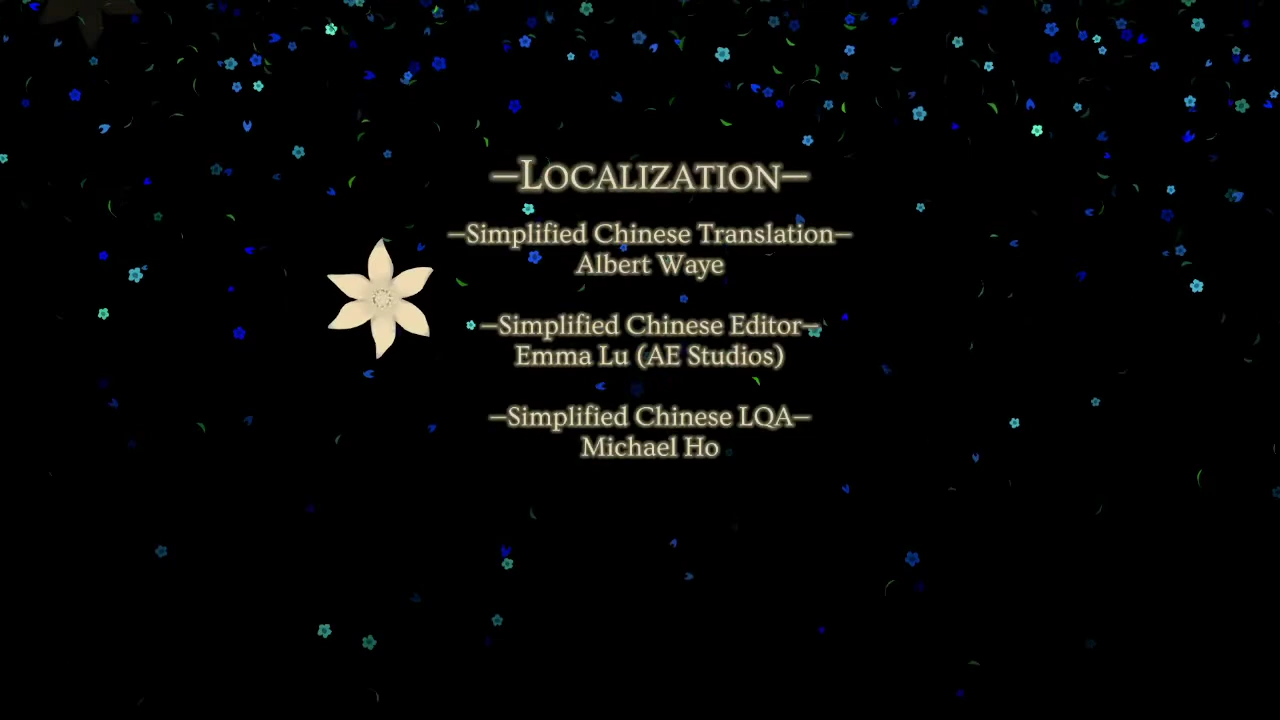 —Localization—
—Simplified Chinese Translation—
Albert Waye
—Simplified Chinese Editor—
Emma Lu (AE Studios)
—Simplified Chinese LQA—
Michael Ho